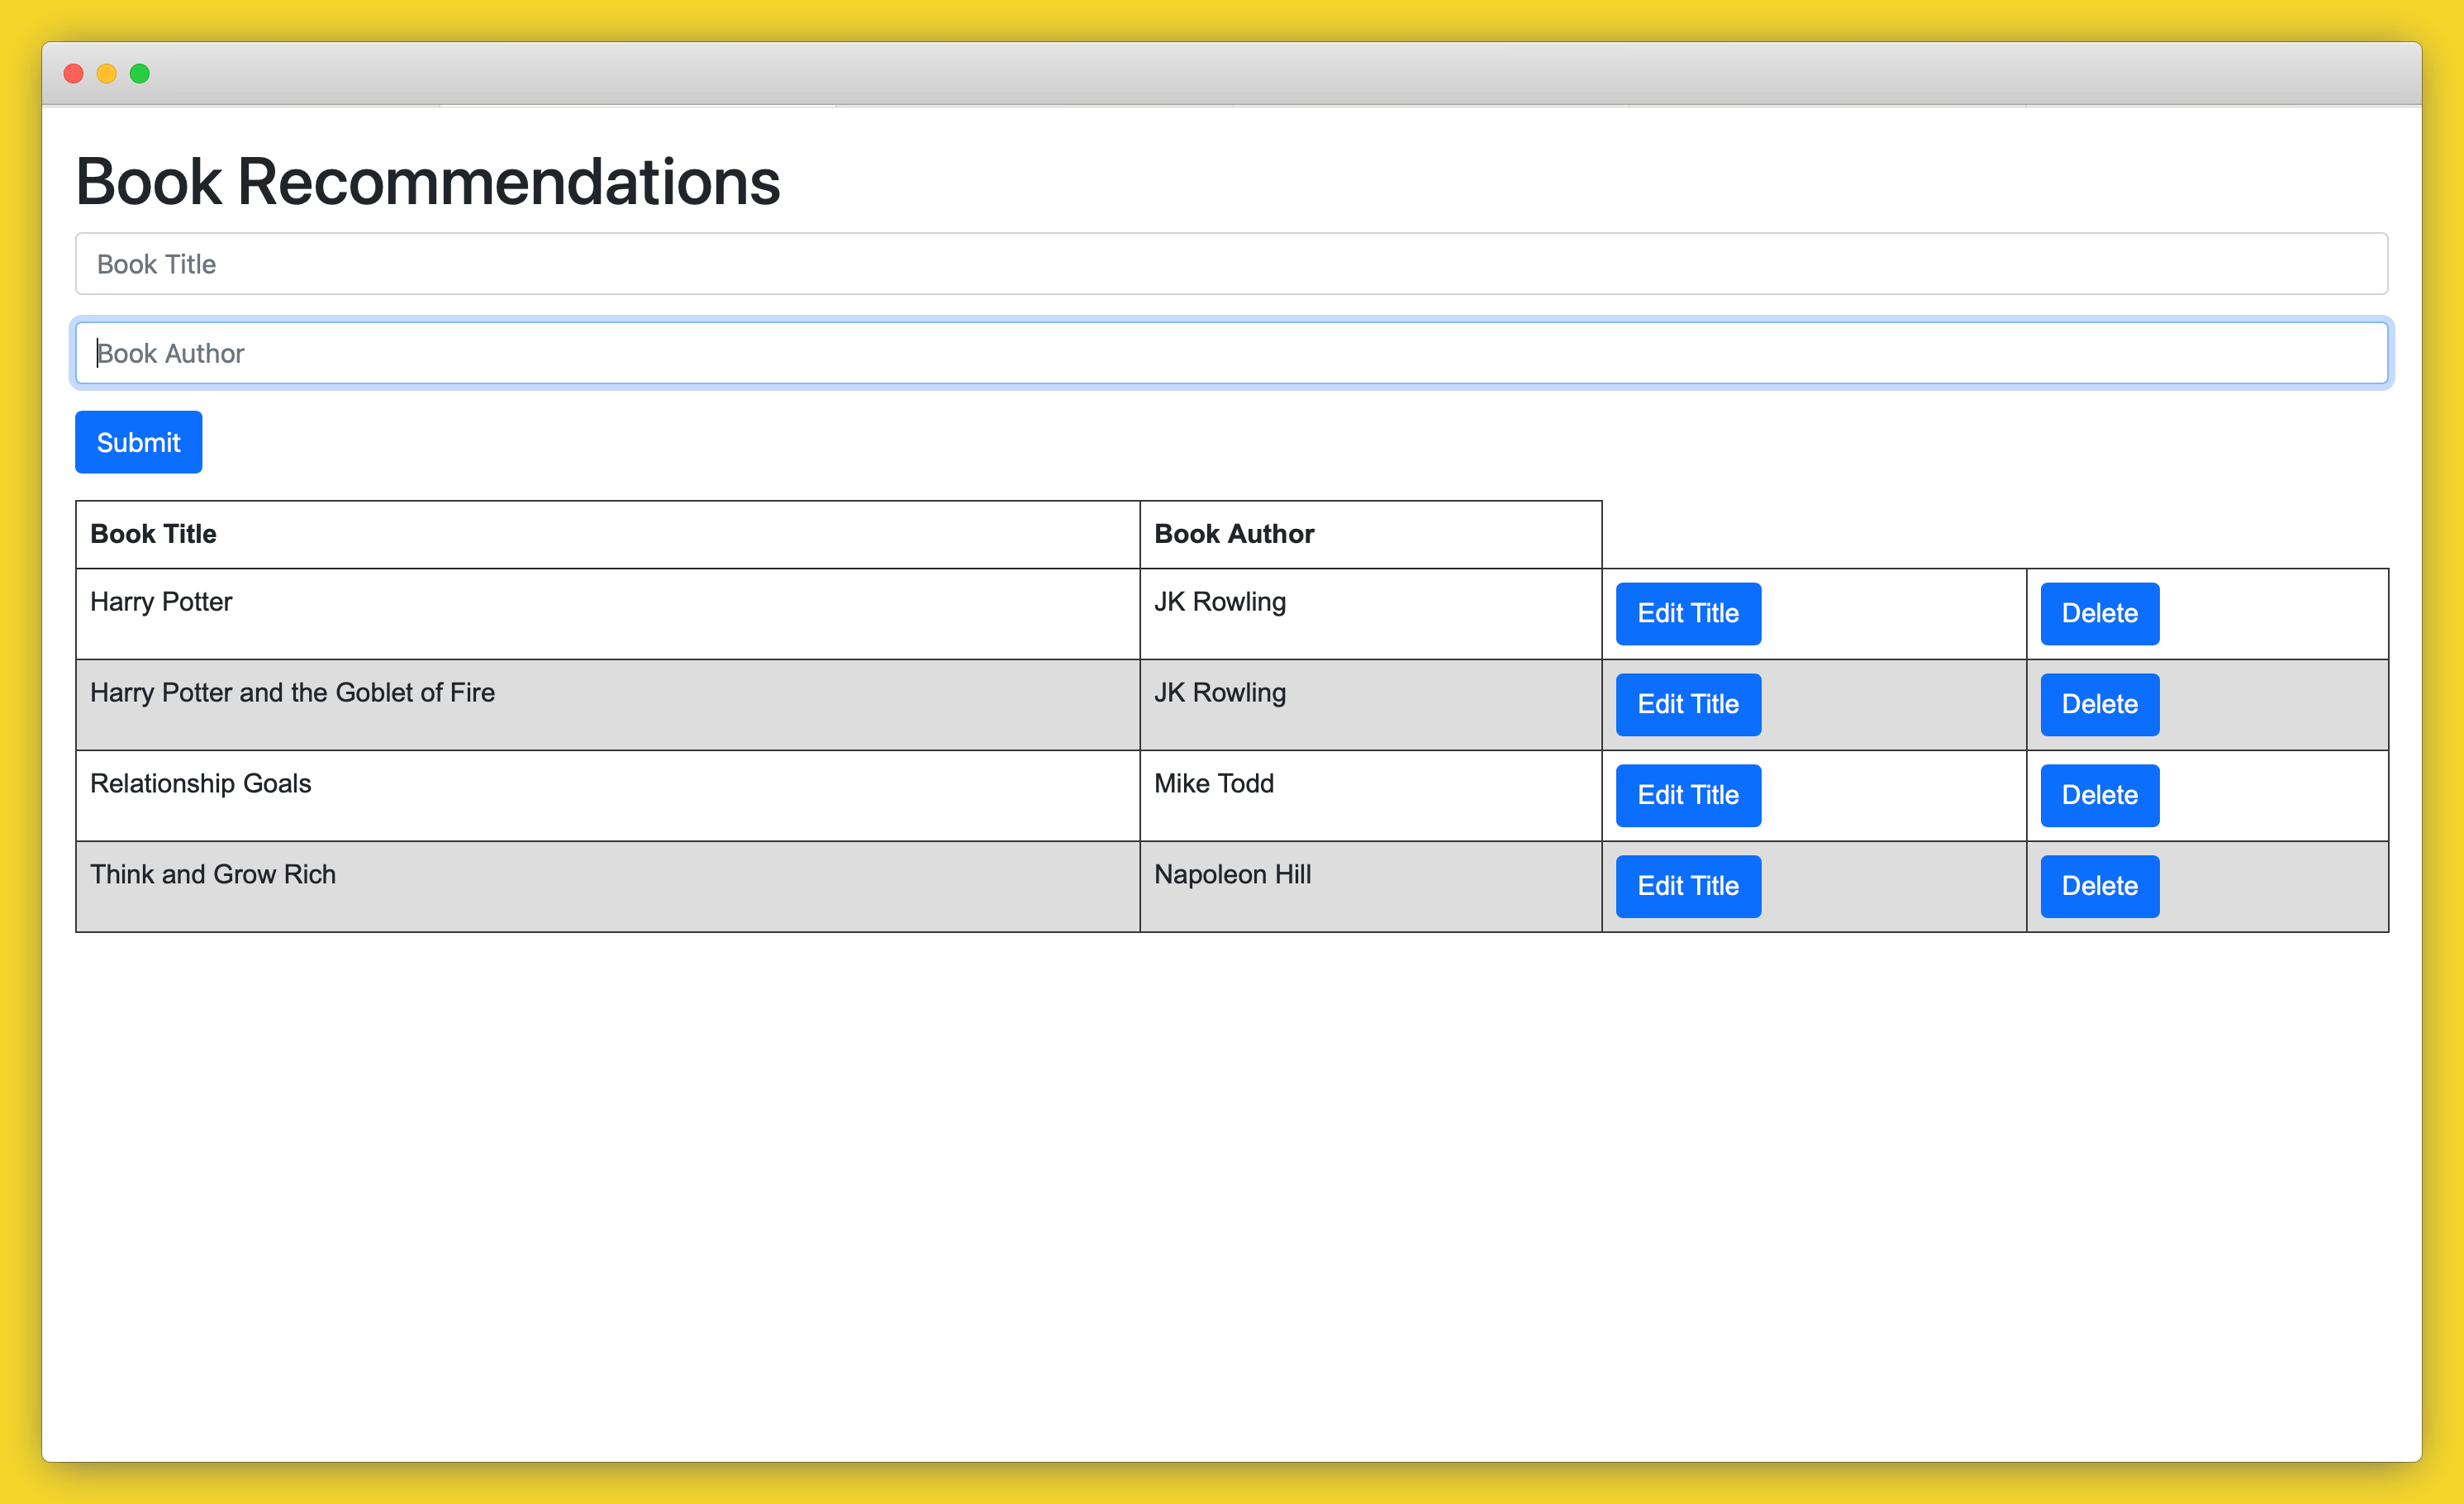 Book Recommendations
Book Title
Book Author
Submit
Book Title Book Author
Harry Potter JK Rowling Edit Title Delete
Harry Potter and the Goblet of Fire JK Rowling Edit Title Delete
Relationship Goals Mike Todd Edit Title Delete
Think and Grow Rich Napoleon Hill Edit Title Delete